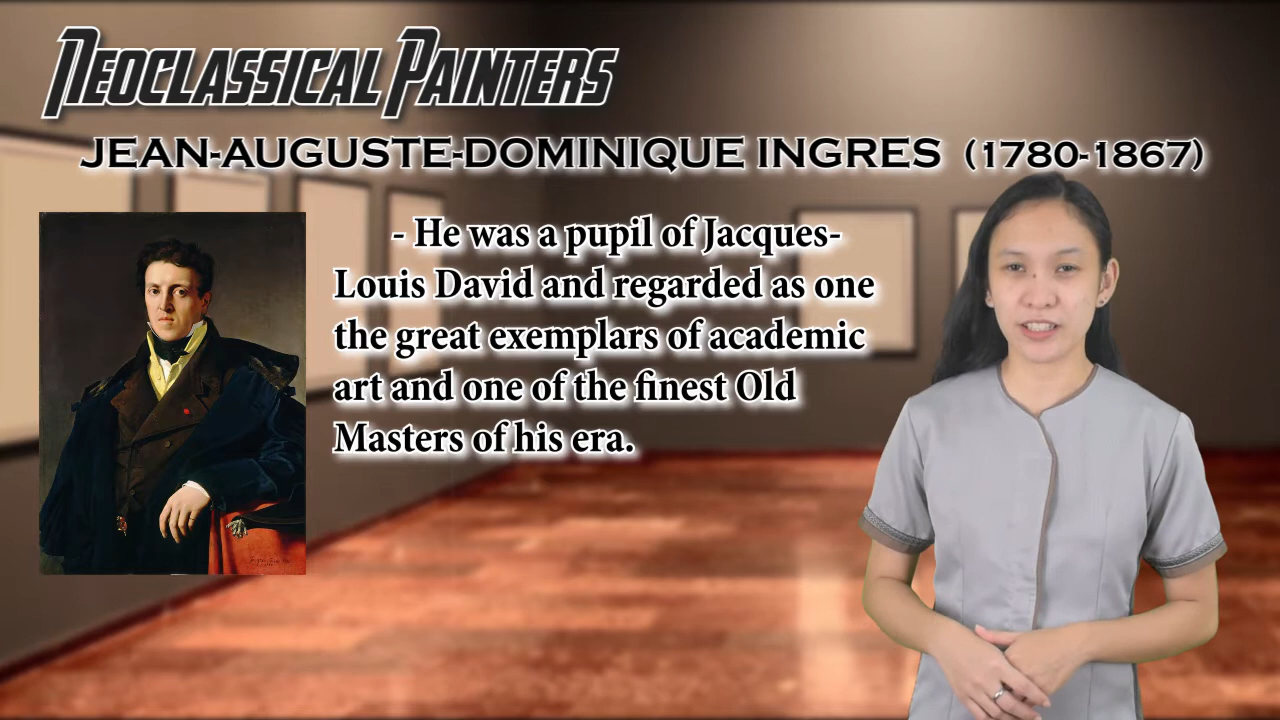 NEOCLASSICAL PAINTERS
JEAN-AUGUSTE-DOMINIQUE INGRES (1780-1867)
- He was a pupil of Jacques-
Louis David and regarded as one
the great exemplars of academic
art and one of the finest Old
Masters of his era.